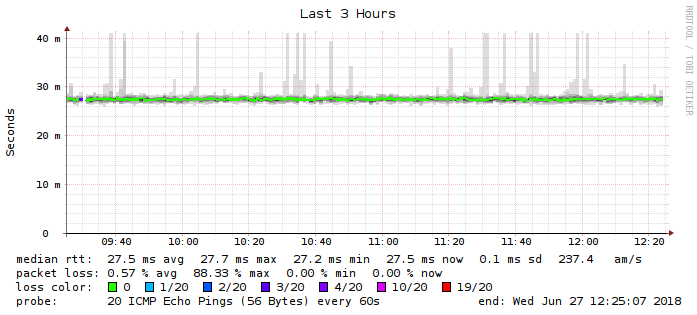 Last 3 Hours
RRDTOOL / TOBI OETIKER
Seconds
40 m
30 m
20 m
10 m
0
09:40 10:00 10:20 10:40 11:00 11:20 11:40 12:00 12:20
median rtt: 27.5 ms avg 27.7 ms max 27.2 ms min 27.5 ms now 0.1 ms sd 237.4 am/s
packet loss: 0.57 % avg 88.33 % max 0.00 % min 0.00 % now
loss color: 0 1/20 2/20 3/20 4/20 10/20 19/20
probe: 20 ICMP Echo Pings (56 Bytes) every 60s end: Wed Jun 27 12:25:07 2018